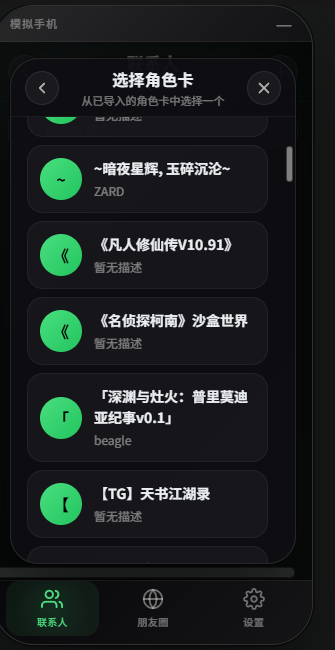 模拟手机
选择角色卡
从已导入的角色卡中选择一个
暂无描述
~
~暗夜星辉, 玉碎沉沦~
ZARD
《
《凡人修仙传V10.91》
暂无描述
《
《名侦探柯南》沙盒世界
暂无描述
「
「深渊与灶火：普里莫迪
亚纪事v0.1」
beagle
【
【TG】天书江湖录
暂无描述
联系人
朋友圈
设置